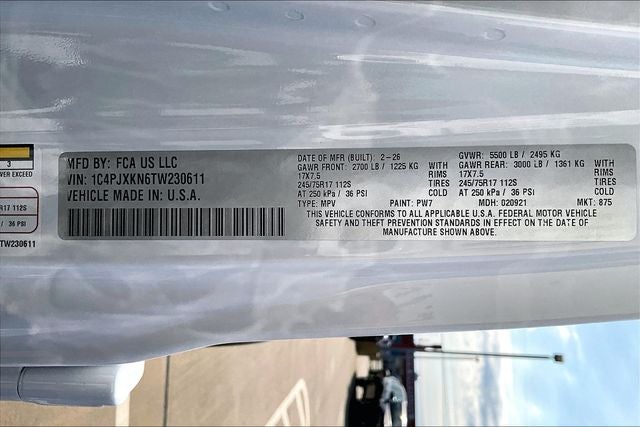 3
VER EXCEED
R17 112S
/ 36 PSI
TW230611
MFD BY: FCA US LLC
VIN: 1C4PJXKN6TW230611
VEHICLE MADE IN: U.S.A.
DATE OF MFR (BUILT): 2-26
GAWR FRONT: 2700 LB / 1225 KG WITH
17X7.5 RIMS
245/75R17 112S TIRES
AT 250 kPa / 36 PSI COLD
GVWR: 5500 LB / 2495 KG
GAWR REAR: 3000 LB / 1361 KG WITH
17X7.5 RIMS
245/75R17 112S TIRES
AT 250 kPa / 36 PSI COLD
TYPE: MPV PAINT: PW7 MDH: 020921 MKT: 875
THIS VEHICLE CONFORMS TO ALL APPLICABLE U.S.A. FEDERAL MOTOR VEHICLE
SAFETY AND THEFT PREVENTION STANDARDS IN EFFECT ON THE DATE OF
MANUFACTURE SHOWN ABOVE.